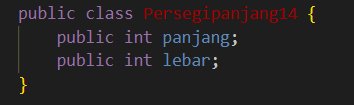 public class Persegipanjang14 {
    public int panjang;
    public int lebar;
}